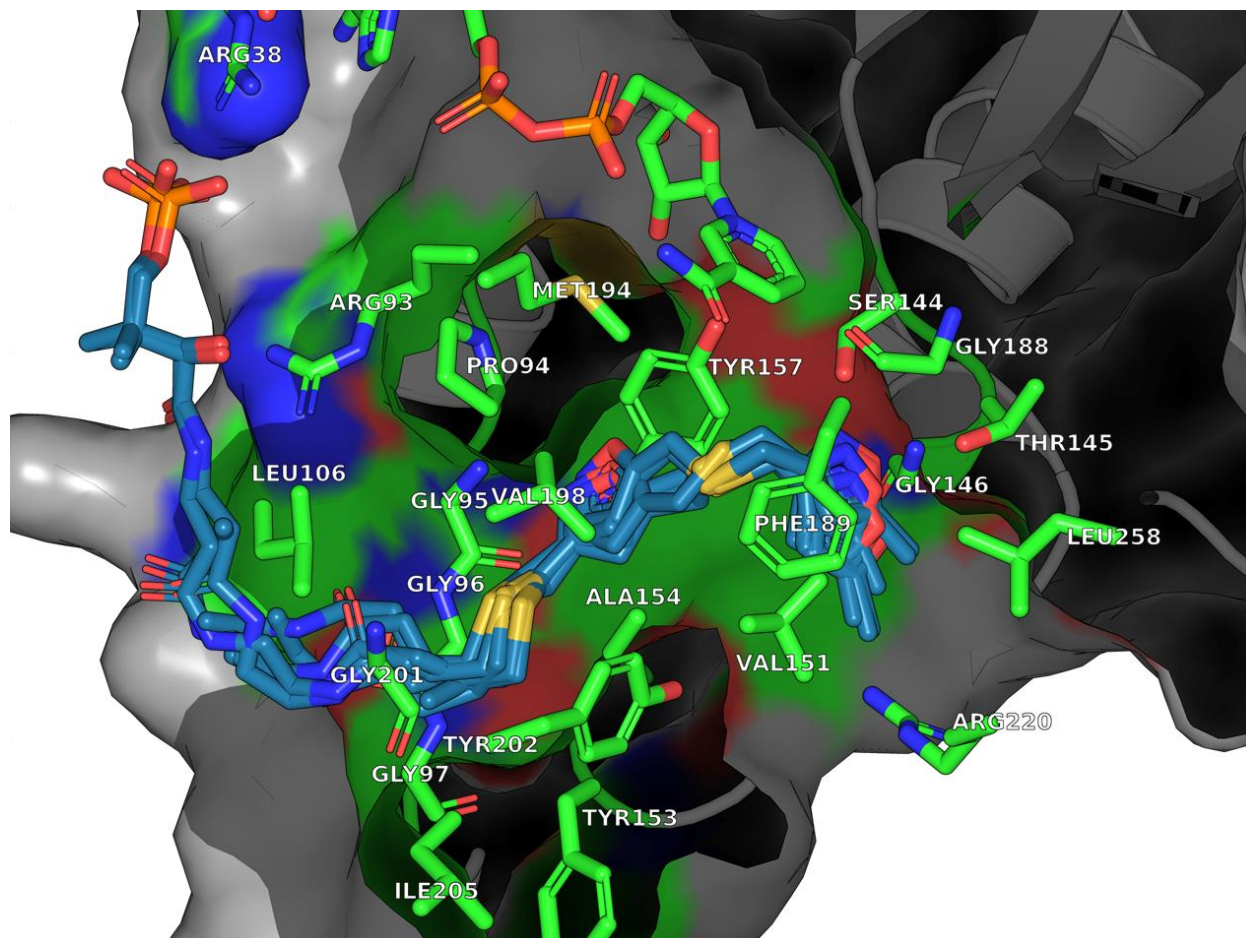 ARG38
MET194
ARG93
SER144
GLY188
PRO94
TYR157
THR145
LEU106
GLY95
VAL198
GLY146
PHE189
LEU258
GLY96
ALA154
VAL151
GLY201
ARG220
TYR202
GLY97
TYR153
ILE205